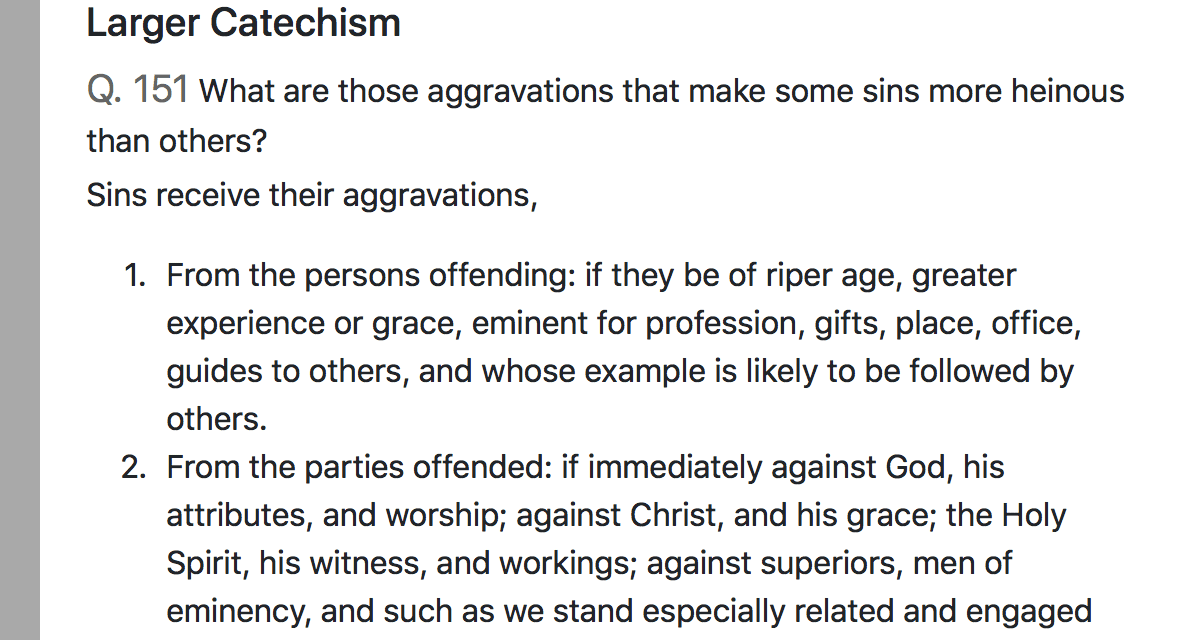 Larger Catechism
Q. 151 What are those aggravations that make some sins more heinous
than others?
Sins receive their aggravations,
1. From the persons offending: if they be of riper age, greater
experience or grace, eminent for profession, gifts, place, office,
guides to others, and whose example is likely to be followed by
others.
2. From the parties offended: if immediately against God, his
attributes, and worship; against Christ, and his grace; the Holy
Spirit, his witness, and workings; against superiors, men of
eminency, and such as we stand especially related and engaged